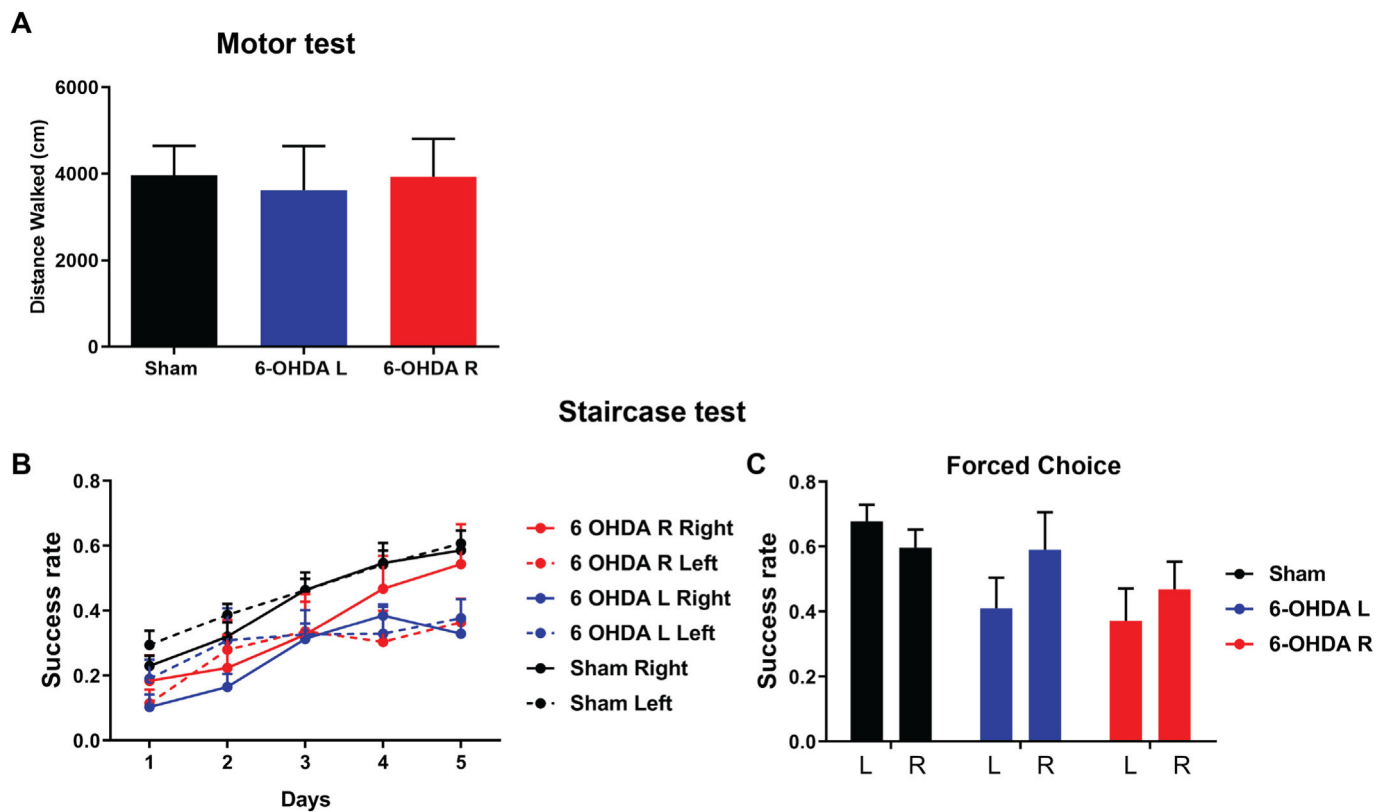 A
Motor test
Distance Walked (cm)
6000
4000
2000
0
Sham 6-OHDA L 6-OHDA R
Staircase test
B
Success rate
0.8
0.6
0.4
0.2
0.0
1 2 3 4 5
Days
6 OHDA R Right
6 OHDA R Left
6 OHDA L Right
6 OHDA L Left
Sham Right
Sham Left
C
Forced Choice
Success rate
0.8
0.6
0.4
0.2
0.0
L R L R L R
Sham
6-OHDA L
6-OHDA R